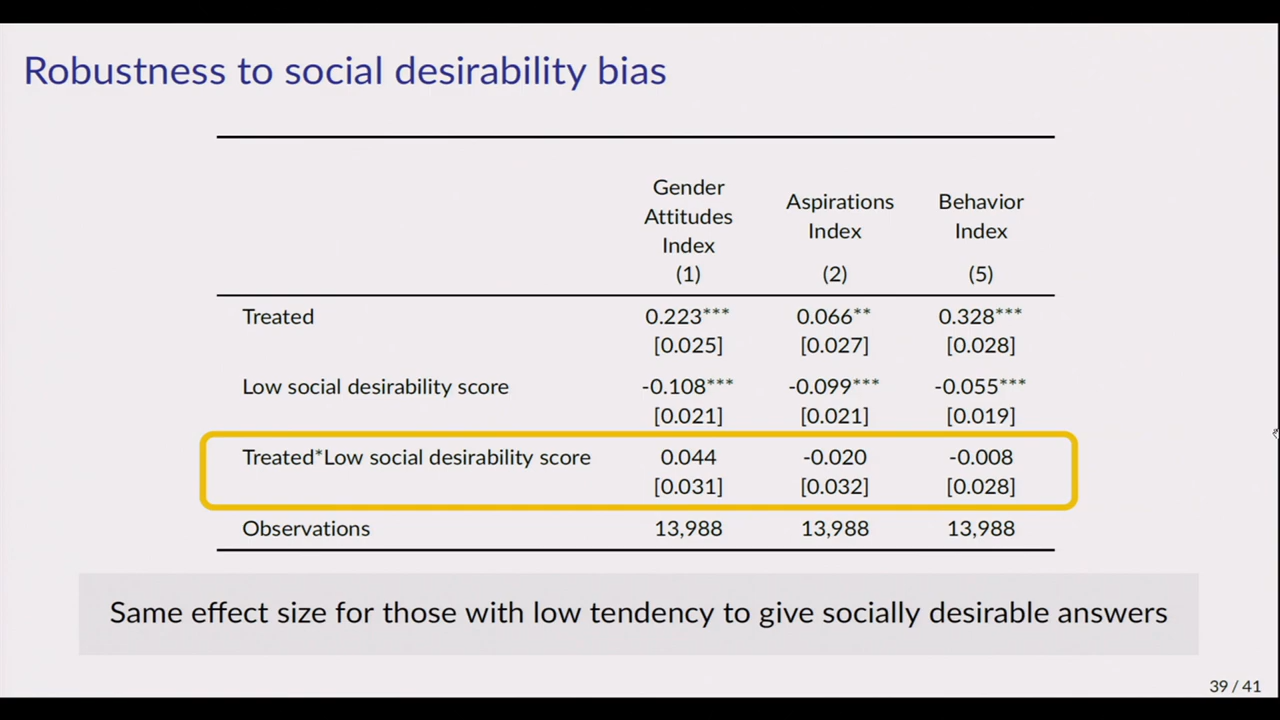 Robustness to social desirability bias
Gender
Attitudes
Index
(1)
Aspirations
Index
(2)
Behavior
Index
(5)
Treated 0.223*** 0.066** 0.328***
[0.025] [0.027] [0.028]
Low social desirability score -0.108*** -0.099*** -0.055***
[0.021] [0.021] [0.019]
Treated*Low social desirability score 0.044 -0.020 -0.008
[0.031] [0.032] [0.028]
Observations 13,988 13,988 13,988
Same effect size for those with low tendency to give socially desirable answers
39 / 41